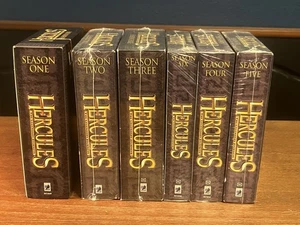 SEASON ONE
HERCULES
SEASON TWO
HERCULES
SEASON THREE
HERCULES
SEASON SIX
HERCULES
SEASON FOUR
HERCULES
SEASON FIVE
HERCULES